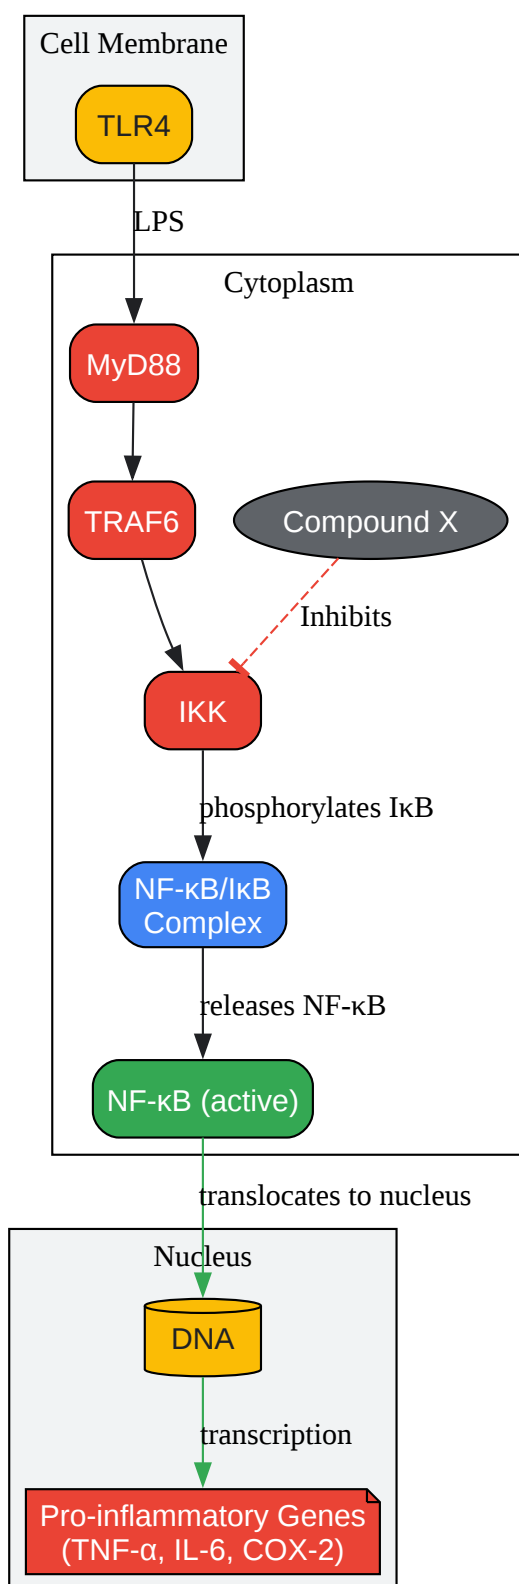 Cell Membrane
TLR4
LPS
Cytoplasm
MyD88
TRAF6
Compound X
Inhibits
IKK
phosphorylates IκB
NF-κB/IκB
Complex
releases NF-κB
NF-κB (active)
translocates to nucleus
Nucleus
DNA
transcription
Pro-inflammatory Genes
(TNF-α, IL-6, COX-2)